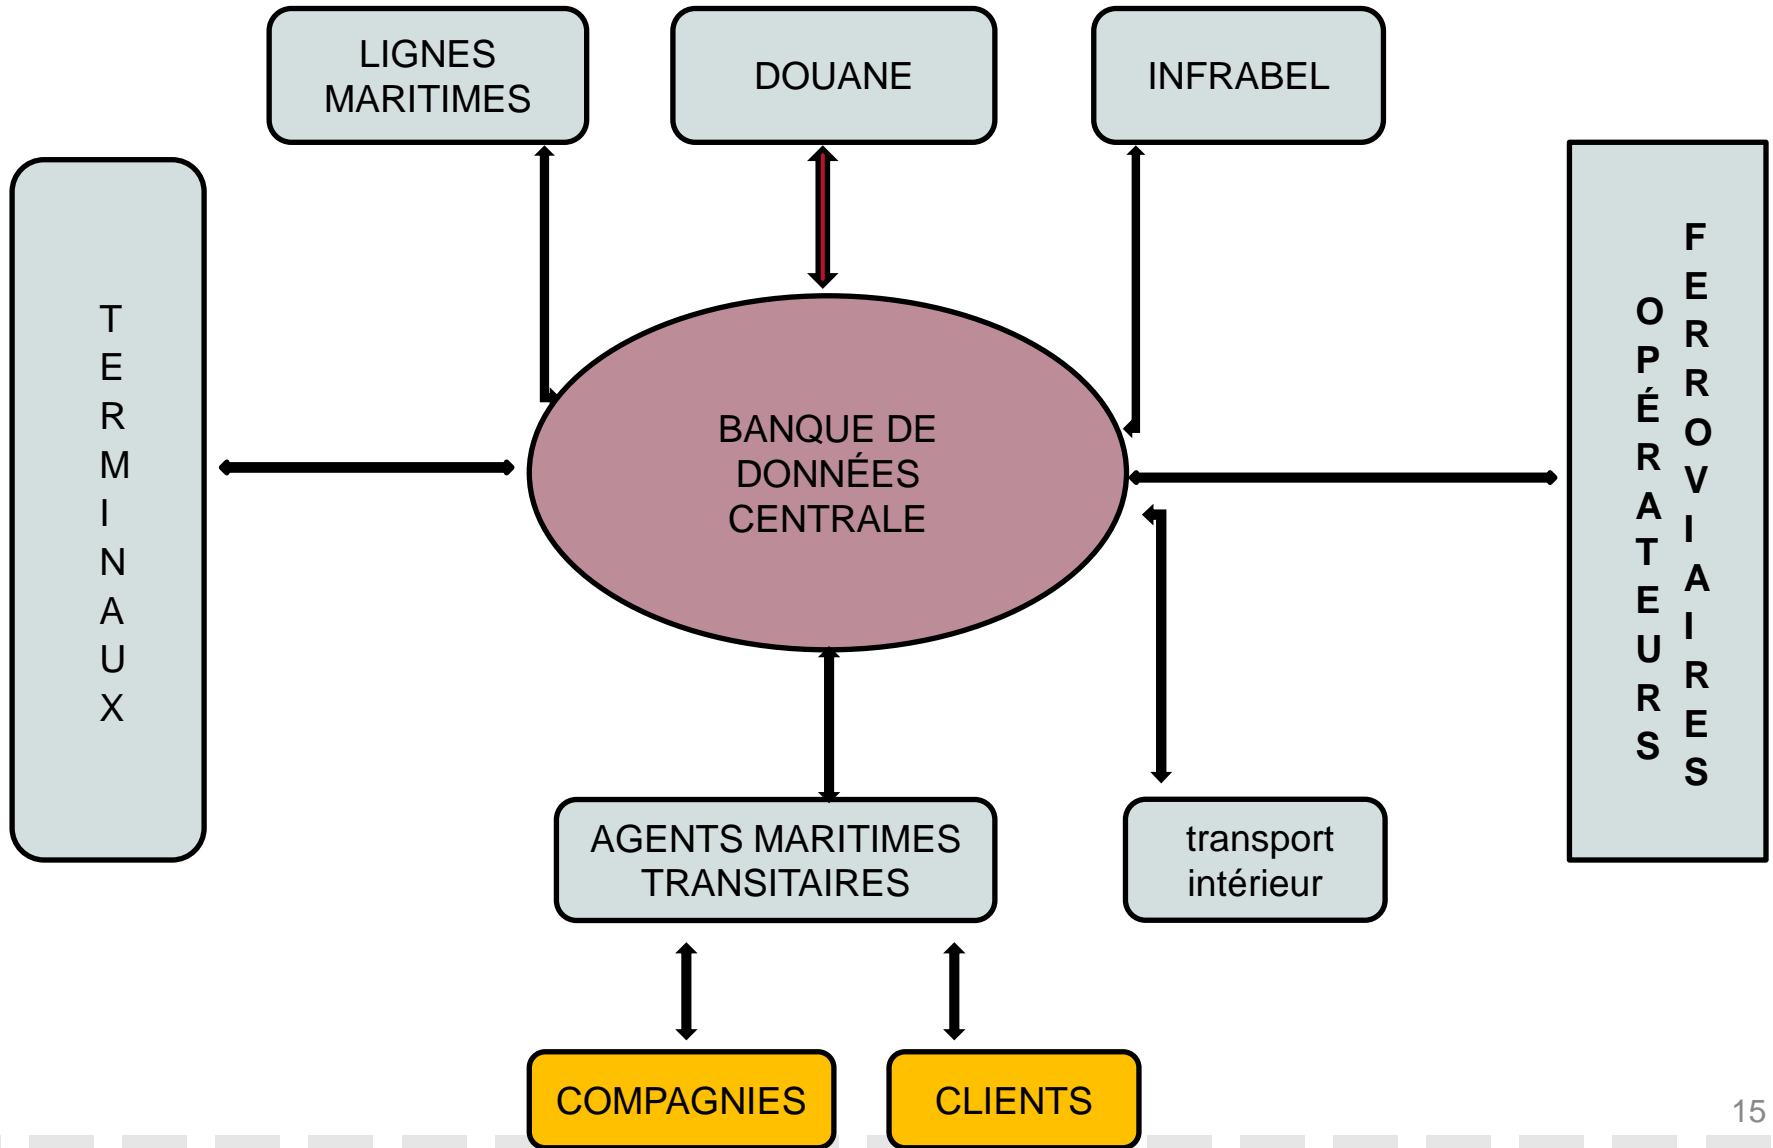 LIGNES
MARITIMES
DOUANE
INFRABEL
TERMINAUX
BANQUE DE
DONNÉES
CENTRALE
OPÉRATEURS
FERROVIAIRES
AGENTS MARITIMES
TRANSITAIRES
transport
intérieur
COMPAGNIES
CLIENTS
15